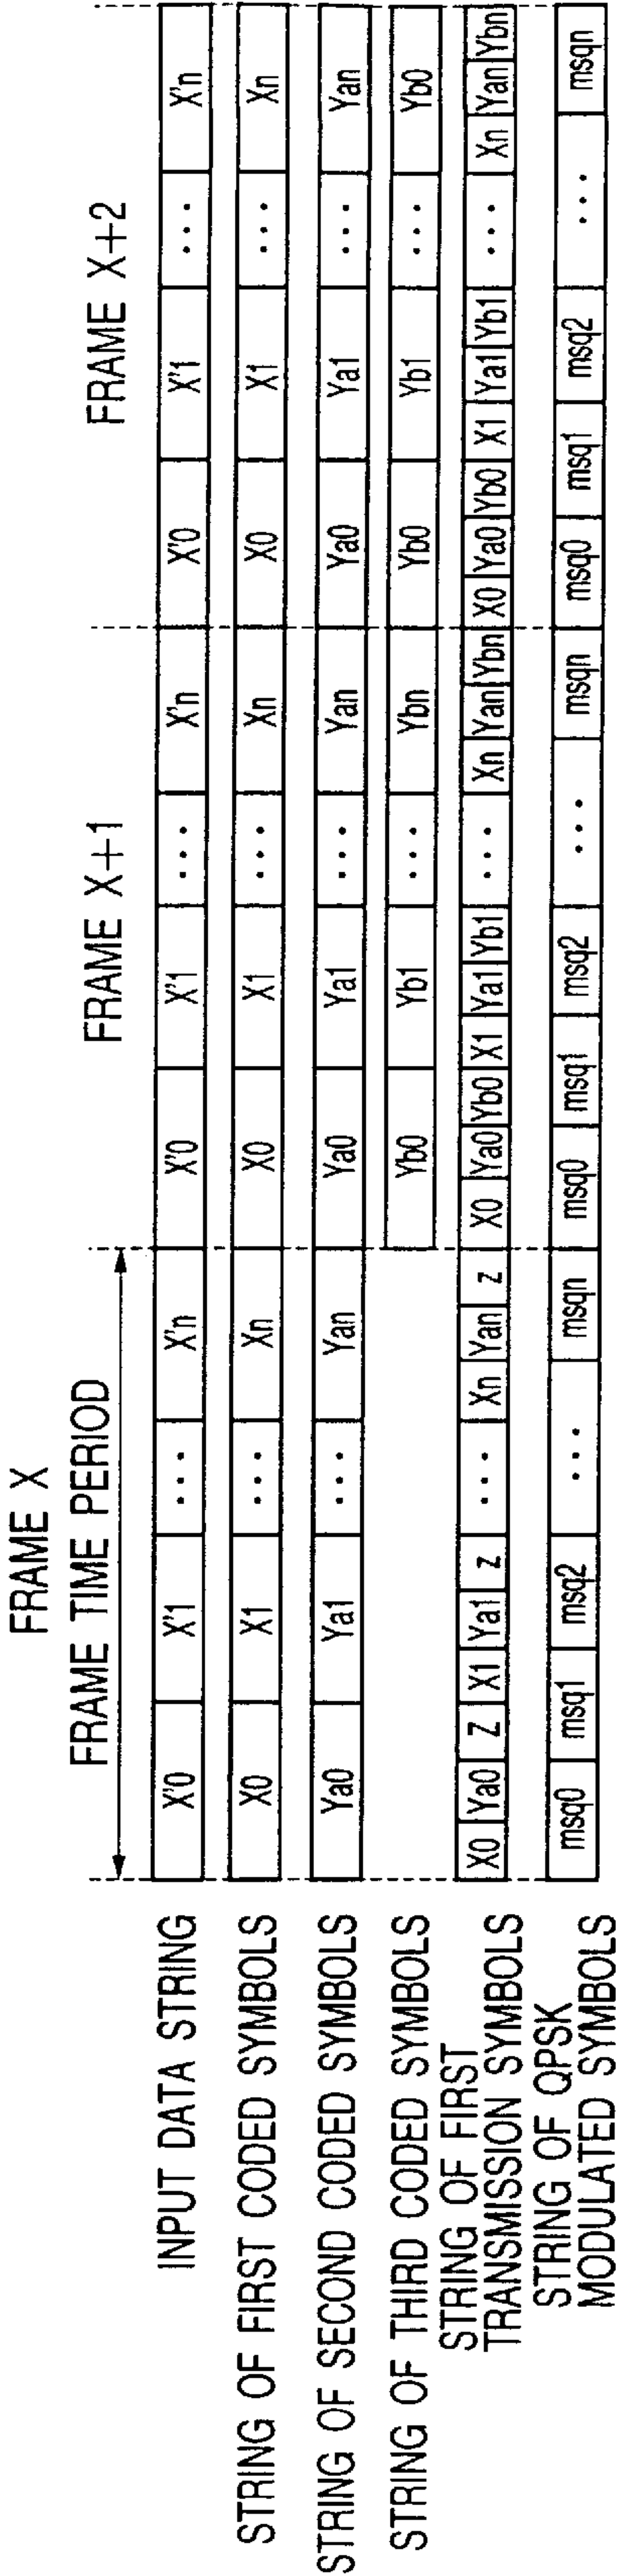 FRAME X
FRAME TIME PERIOD
FRAME X+1
FRAME X+2
INPUT DATA STRING
X'0 X'1 ... X'n X'0 X'1 ... X'n X'0 X'1 ... X'n
STRING OF FIRST CODED SYMBOLS
X0 X1 ... Xn X0 X1 ... Xn X0 X1 ... Xn
STRING OF SECOND CODED SYMBOLS
Ya0 Ya1 ... Yan Ya0 Ya1 ... Yan Ya0 Ya1 ... Yan
STRING OF THIRD CODED SYMBOLS
Yb0 Yb1 ... Ybn Yb0 Yb1 ... Yb0
STRING OF FIRST
TRANSMISSION SYMBOLS
X0 Ya0 Z X1 Ya1 z ... Xn Yan z X0 Ya0 Yb0 X1 Ya1 Yb1 ... Xn Yan Ybn X0 Ya0 Yb0 X1 Ya1 Yb1 ... Xn Yan Ybn
STRING OF QPSK
MODULATED SYMBOLS
msq0 msq1 msq2 ... msqn msq0 msq1 msq2 ... msqn msq0 msq1 msq2 ... msqn